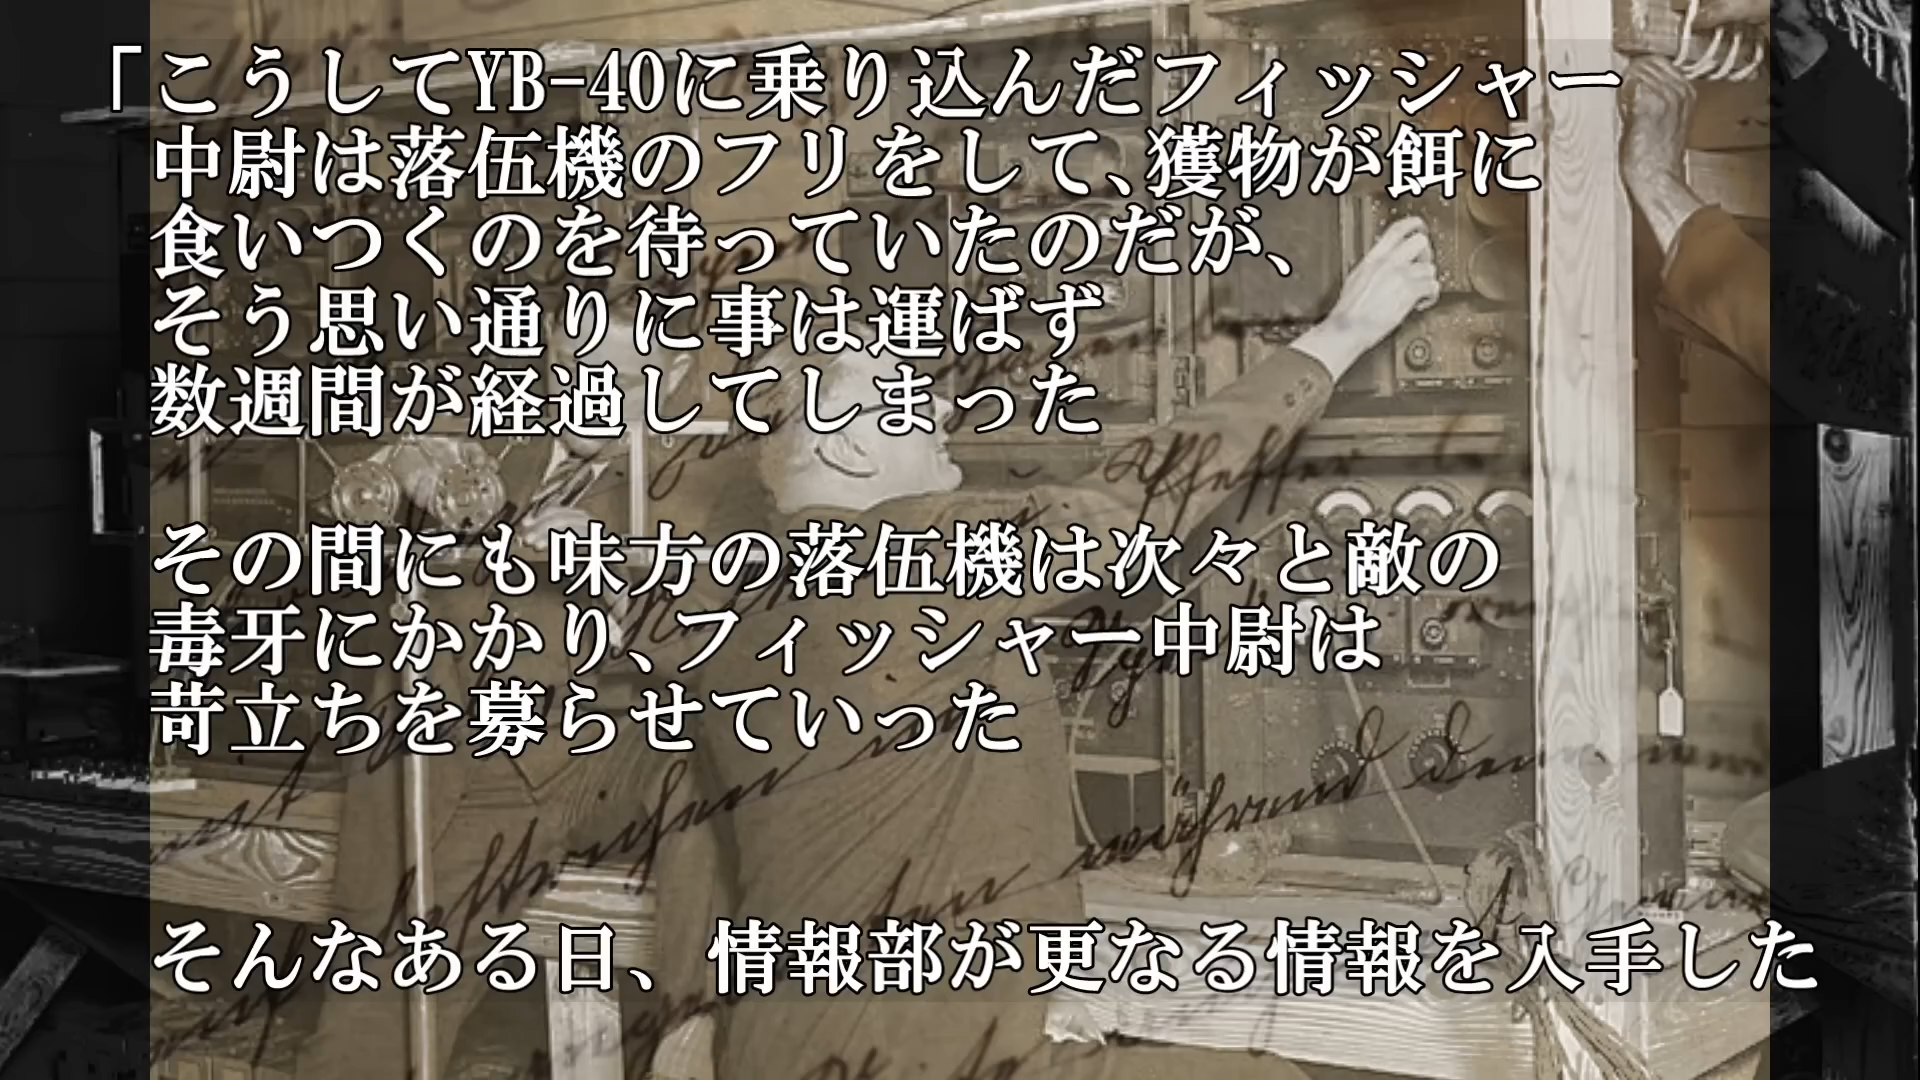 「こうしてYB-40に乗り込んだフィッシャー
中尉は落伍機のフリをして、獲物が餌に
食いつくのを待っていたのだが、
そう思い通りに事は運ばず
数週間が経過してしまった
その間にも味方の落伍機は次々と敵の
毒牙にかかり、フィッシャー中尉は
苛立ちを募らせていった
そんなある日、情報部が更なる情報を入手した
während